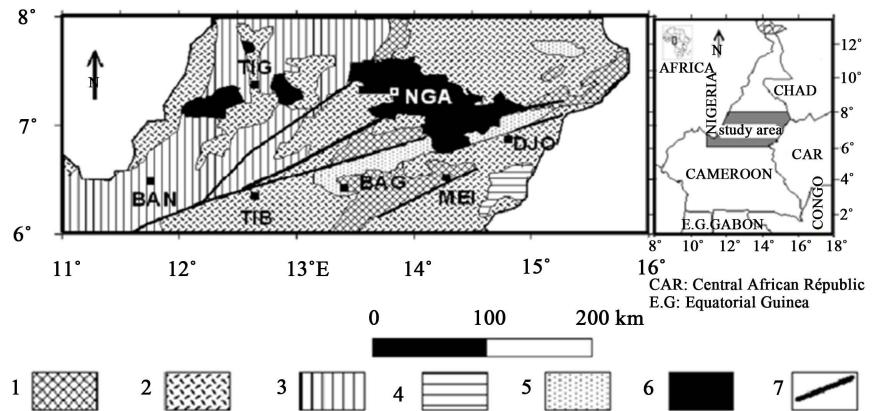 8˚
7˚
6˚
N
TIG
NGA
DJO
BAN
TIB
BAG
MEI
11˚ 12˚ 13˚E 14˚ 15˚ 16˚
N
AFRICA
NIGERIA
CHAD
study area
CAR
CAMEROON
CONGO
E.G.GABON
12˚
10˚
8˚
6˚
4˚
2˚
8˚ 10˚ 12˚ 14˚ 16˚ 18˚
CAR: Central African Républic
E.G: Equatorial Guinea
0 100 200 km
1 2 3 4 5 6 7